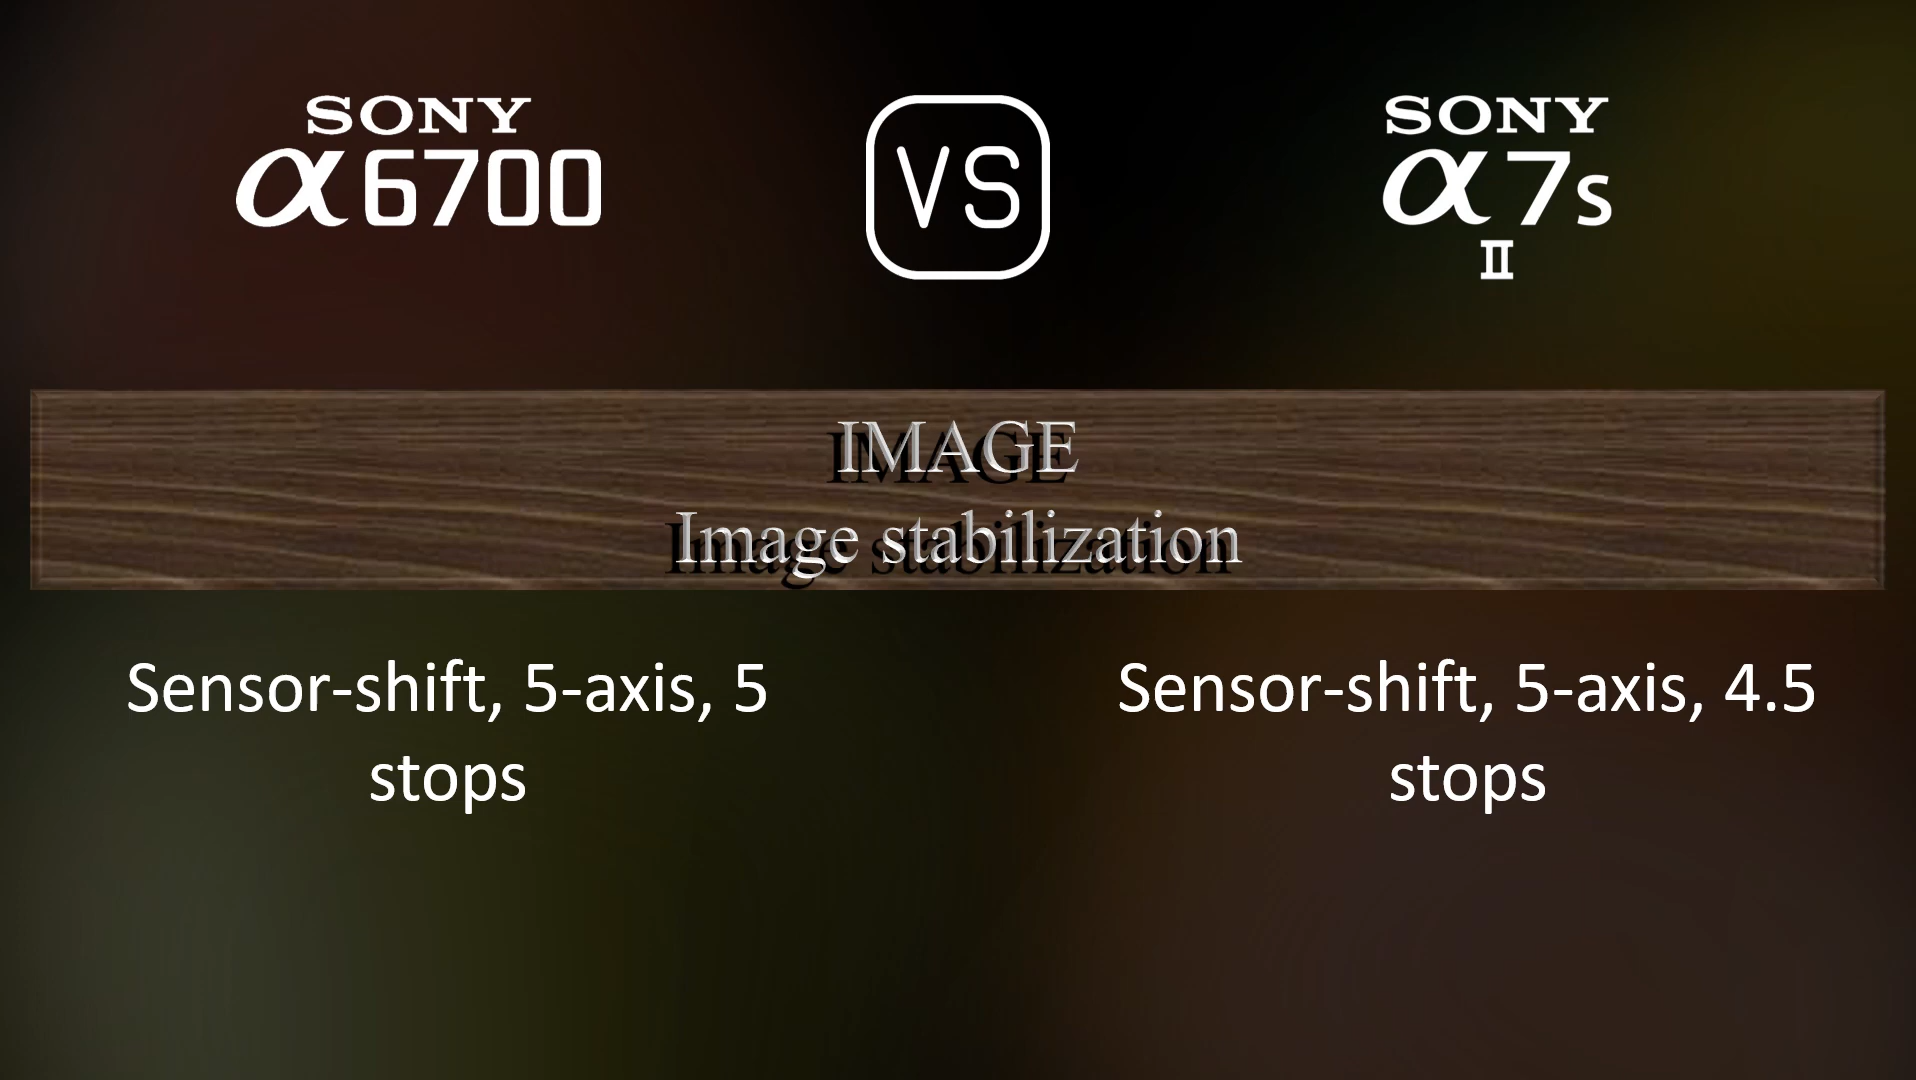 SONY
α6700
VS
SONY
α7s
II
IMAGE
Image stabilization
Sensor-shift, 5-axis, 5
stops
Sensor-shift, 5-axis, 4.5
stops